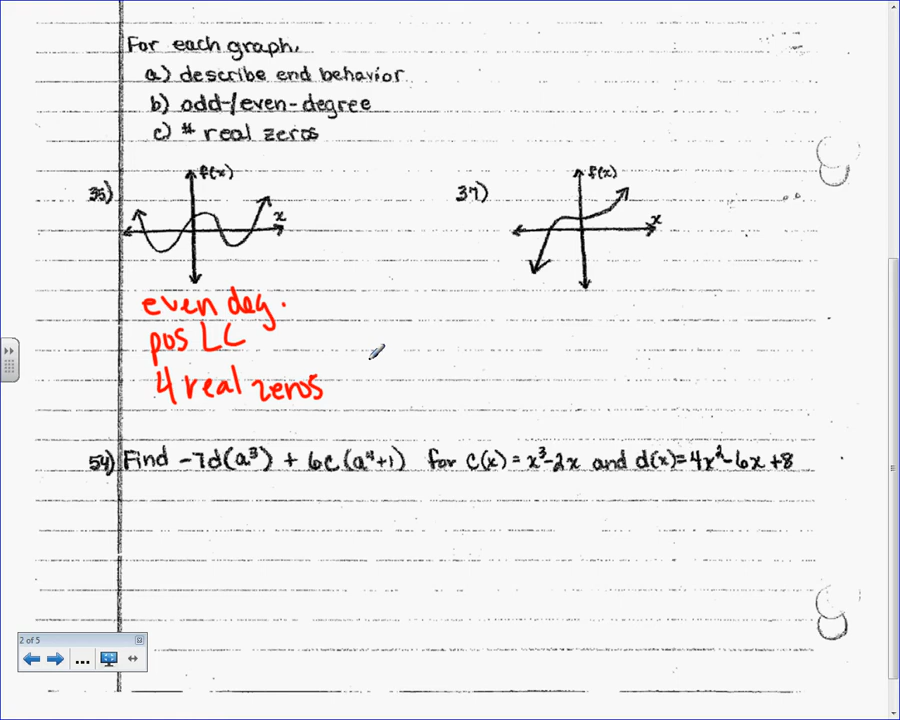 For each graph,
a) describe end behavior
b) odd-/even-degree
c) # real zeros
35) f(x) x
37) f(x) x
even deg.
pos LC
4 real zeros
54) Find -7d(a³) + 6c(a⁴+1) for c(x) = x³-2x and d(x)=4x²-6x+8
2 of 5
...